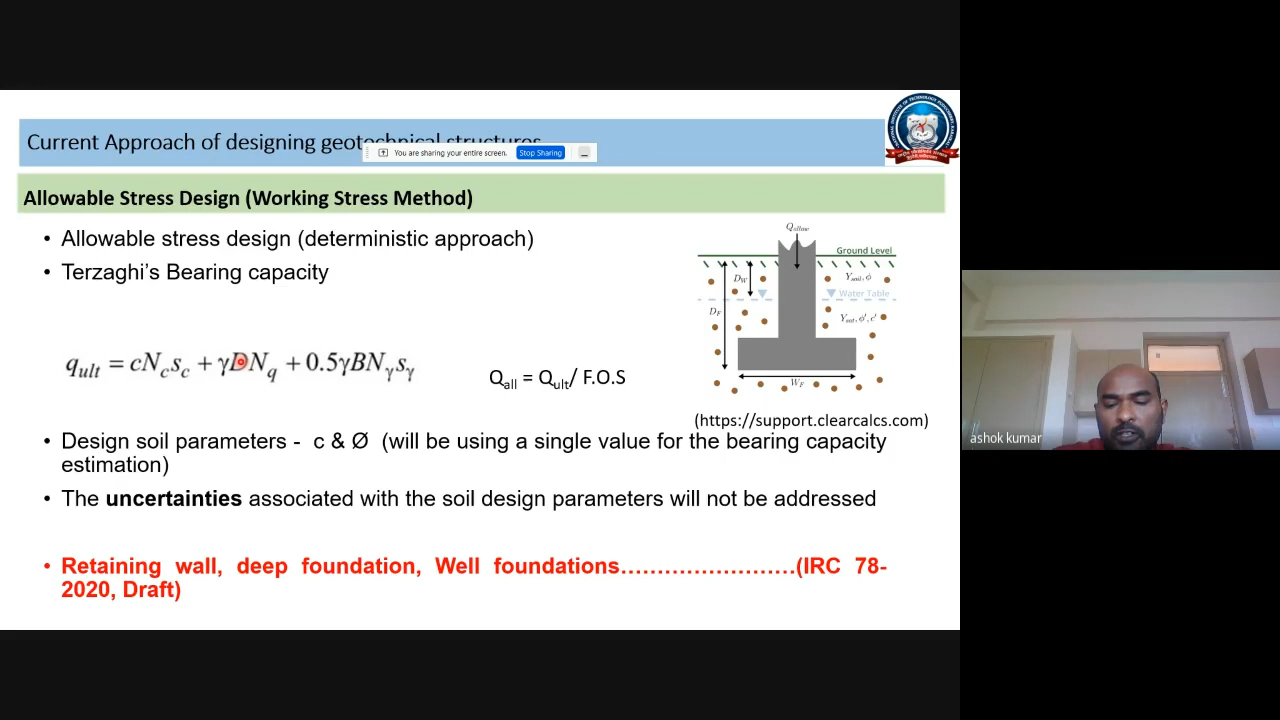 Current Approach of designing geotechnical structures
You are sharing your entire screen. Stop Sharing
Allowable Stress Design (Working Stress Method)
• Allowable stress design (deterministic approach)
• Terzaghi's Bearing capacity
q_ult = cN_c s_c + γDN_q + 0.5γBN_γ s_γ
Q_all = Q_ult/ F.O.S
Q_allow
Ground Level
D_W
γ_soil, ϕ
Water Table
D_F
γ_sat, ϕ', c'
W_F
(https://support.clearcalcs.com)
• Design soil parameters - c & Ø (will be using a single value for the bearing capacity
estimation)
• The uncertainties associated with the soil design parameters will not be addressed
• Retaining wall, deep foundation, Well foundations……………………(IRC 78-
2020, Draft)
ashok kumar